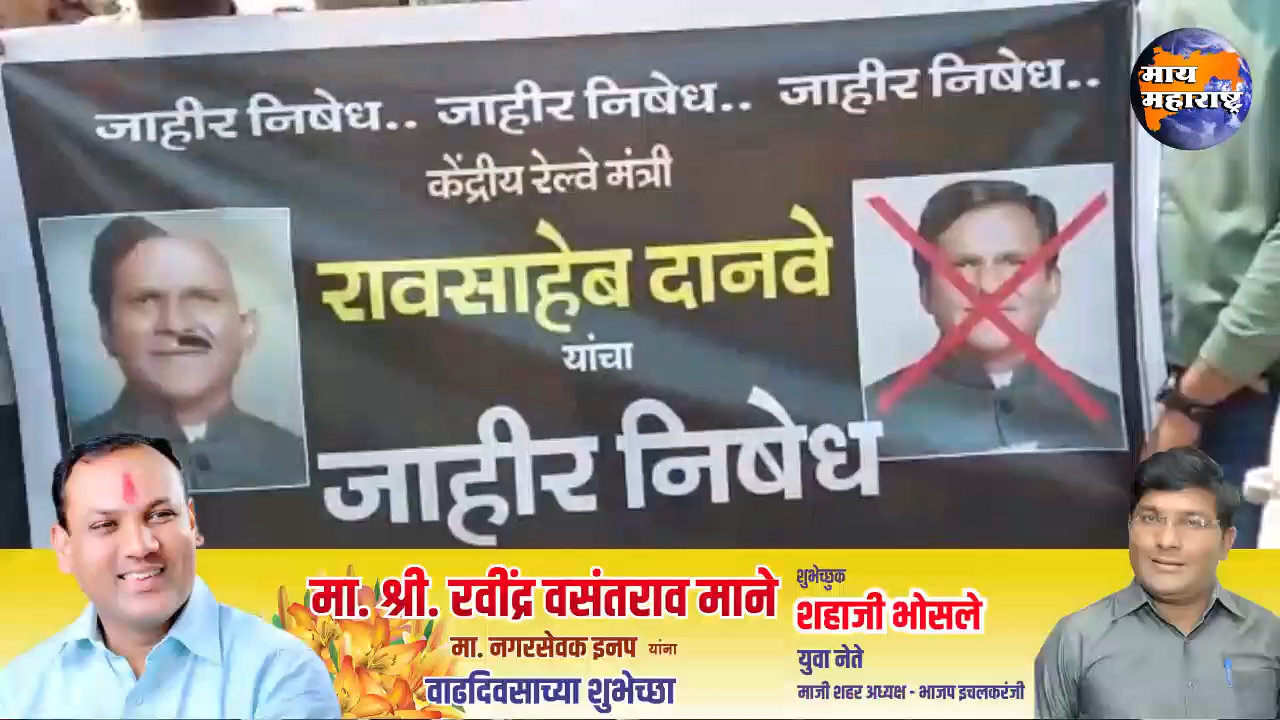 जाहीर निषेध.. जाहीर निषेध.. जाहीर निषेध..
माय
महाराष्ट्र
केंद्रीय रेल्वे मंत्री
रावसाहेब दानवे
यांचा
जाहीर निषेध
मा. श्री. रवींद्र वसंतराव माने
मा. नगरसेवक इनप यांना
वाढदिवसाच्या शुभेच्छा
शुभेच्छुक
शहाजी भोसले
युवा नेते
माजी शहर अध्यक्ष - भाजप इचलकरंजी